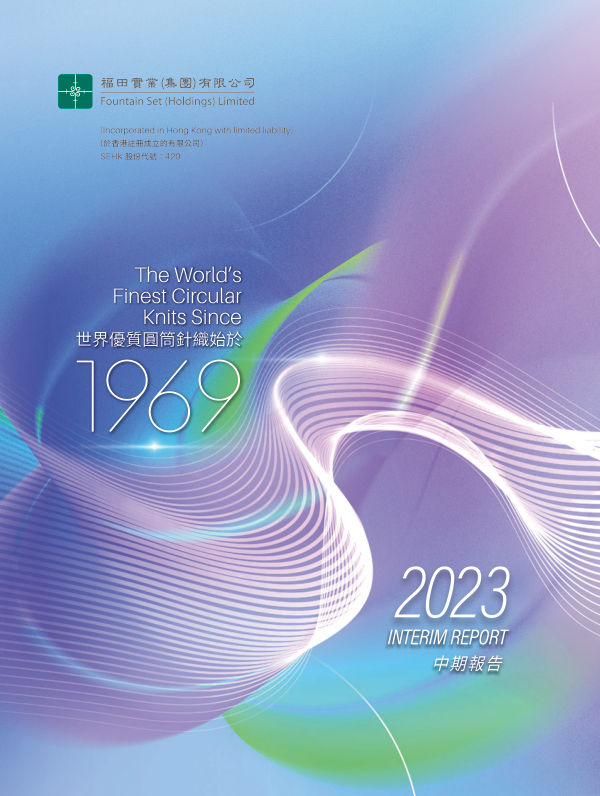 福田實業(集團)有限公司
Fountain Set (Holdings) Limited
(Incorporated in Hong Kong with limited liability)
(於香港註冊成立的有限公司)
SEHK 股份代號：420
The World's
Finest Circular
Knits Since
世界優質圓筒針織始於
1969
2023
INTERIM REPORT
中期報告